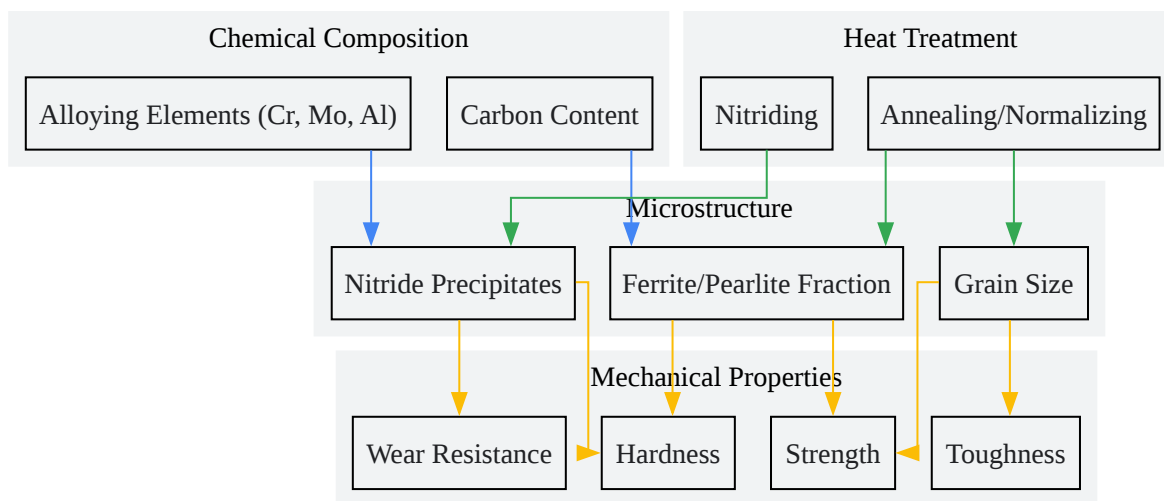 Chemical Composition
Heat Treatment
Alloying Elements (Cr, Mo, Al)
Carbon Content
Nitriding
Annealing/Normalizing
Microstructure
Nitride Precipitates
Ferrite/Pearlite Fraction
Grain Size
Mechanical Properties
Wear Resistance
Hardness
Strength
Toughness